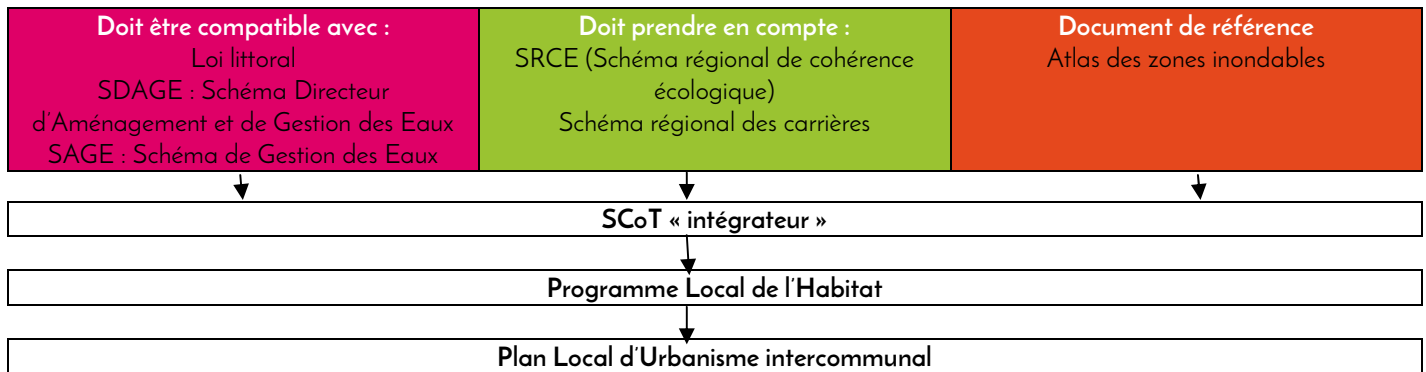 Doit être compatible avec :
Loi littoral
SDAGE : Schéma Directeur
d'Aménagement et de Gestion des Eaux
SAGE : Schéma de Gestion des Eaux
Doit prendre en compte :
SRCE (Schéma régional de cohérence
écologique)
Schéma régional des carrières
Document de référence
Atlas des zones inondables
SCoT « intégrateur »
Programme Local de l'Habitat
Plan Local d'Urbanisme intercommunal